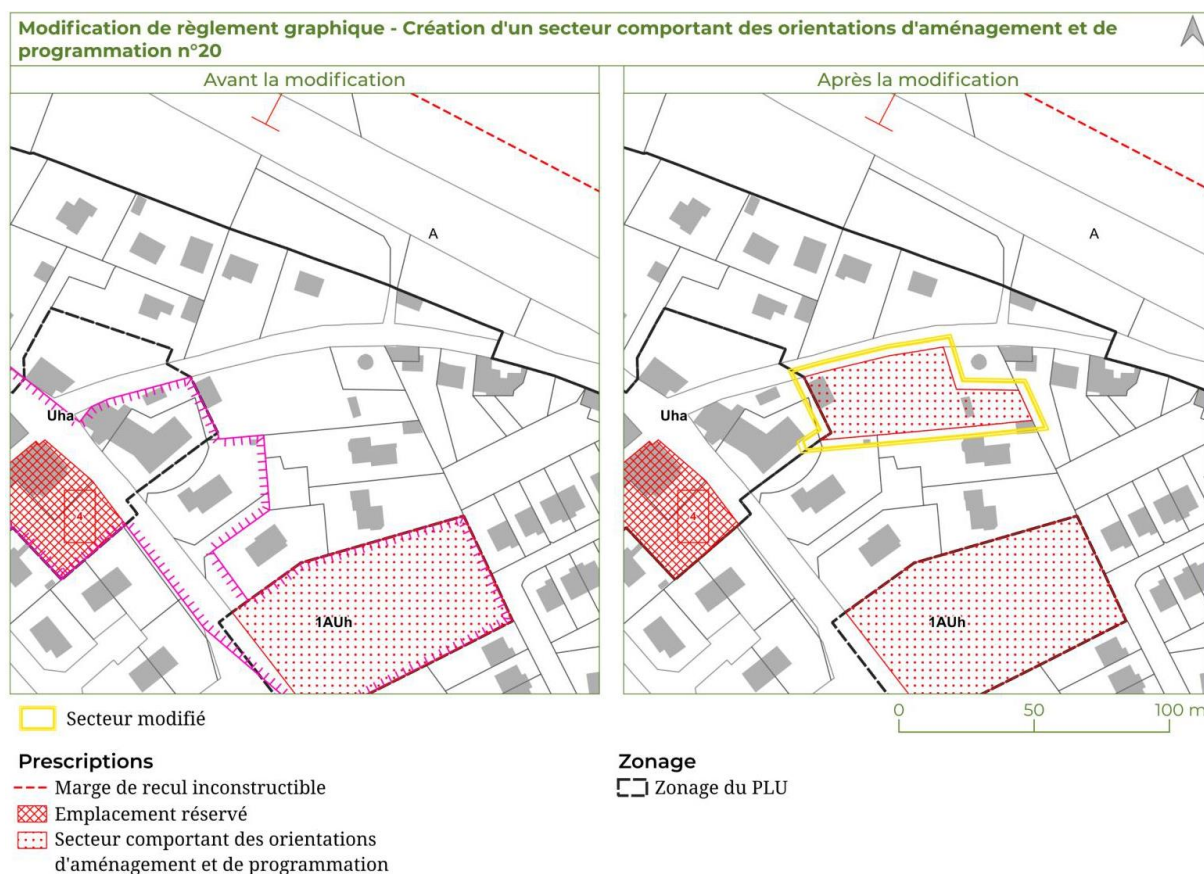 Modification de règlement graphique - Création d'un secteur comportant des orientations d'aménagement et de
programmation n°20
Avant la modification
Après la modification
A
Uha
4
1AUh
A
Uha
4
1AUh
Secteur modifié
0 50 100 m
Prescriptions
Marge de recul inconstructible
Emplacement réservé
Secteur comportant des orientations
d'aménagement et de programmation
Zonage
Zonage du PLU